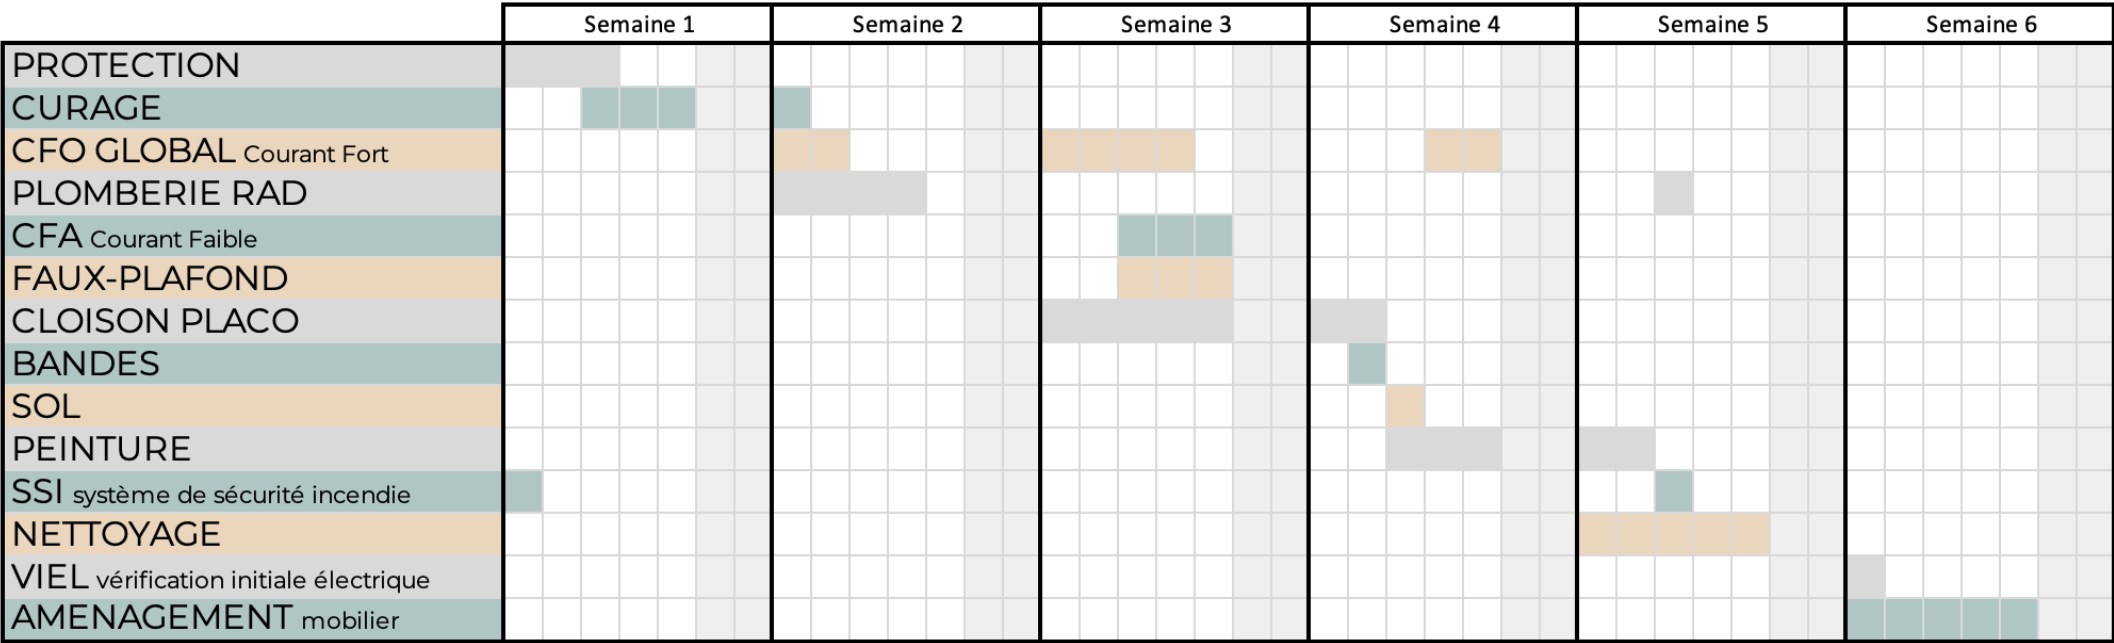 Semaine 1 Semaine 2 Semaine 3 Semaine 4 Semaine 5 Semaine 6
PROTECTION
CURAGE
CFO GLOBAL Courant Fort
PLOMBERIE RAD
CFA Courant Faible
FAUX-PLAFOND
CLOISON PLACO
BANDES
SOL
PEINTURE
SSI système de sécurité incendie
NETTOYAGE
VIEL vérification initiale électrique
AMENAGEMENT mobilier